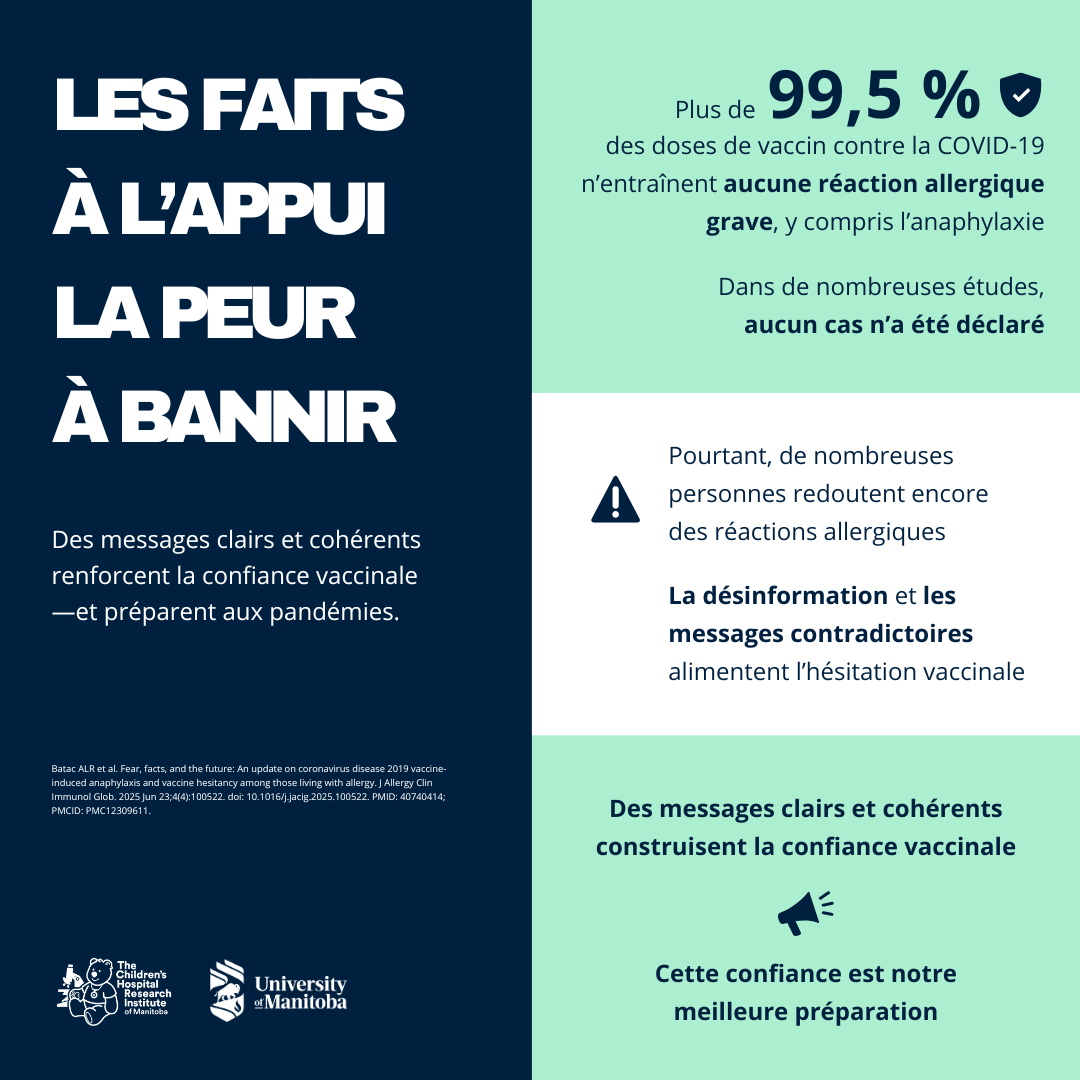 LES FAITS
À L’APPUI
LA PEUR
À BANNIR
Des messages clairs et cohérents
renforcent la confiance vaccinale
—et préparent aux pandémies.
Batac ALR et al. Fear, facts, and the future: An update on coronavirus disease 2019 vaccine-
induced anaphylaxis and vaccine hesitancy among those living with allergy. J Allergy Clin
Immunol Glob. 2025 Jun 23;4(4):100522. doi: 10.1016/j.jacig.2025.100522. PMID: 40740414;
PMCID: PMC12309611.
The
Children's
Hospital
Research
Institute
of Manitoba
University
of Manitoba
Plus de 99,5 %
des doses de vaccin contre la COVID-19
n’entraînent aucune réaction allergique
grave, y compris l’anaphylaxie
Dans de nombreuses études,
aucun cas n’a été déclaré
Pourtant, de nombreuses
personnes redoutent encore
des réactions allergiques
La désinformation et les
messages contradictoires
alimentent l’hésitation vaccinale
Des messages clairs et cohérents
construisent la confiance vaccinale
Cette confiance est notre
meilleure préparation